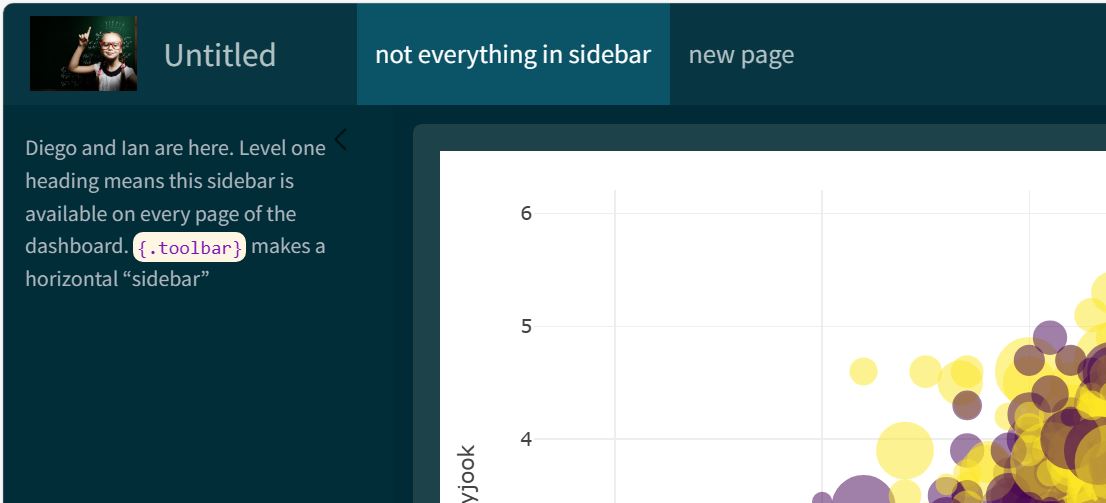 Untitled
not everything in sidebar
new page
Diego and Ian are here. Level one
heading means this sidebar is
available on every page of the
dashboard. {.toolbar} makes a
horizontal “sidebar”
6
5
4
yjook